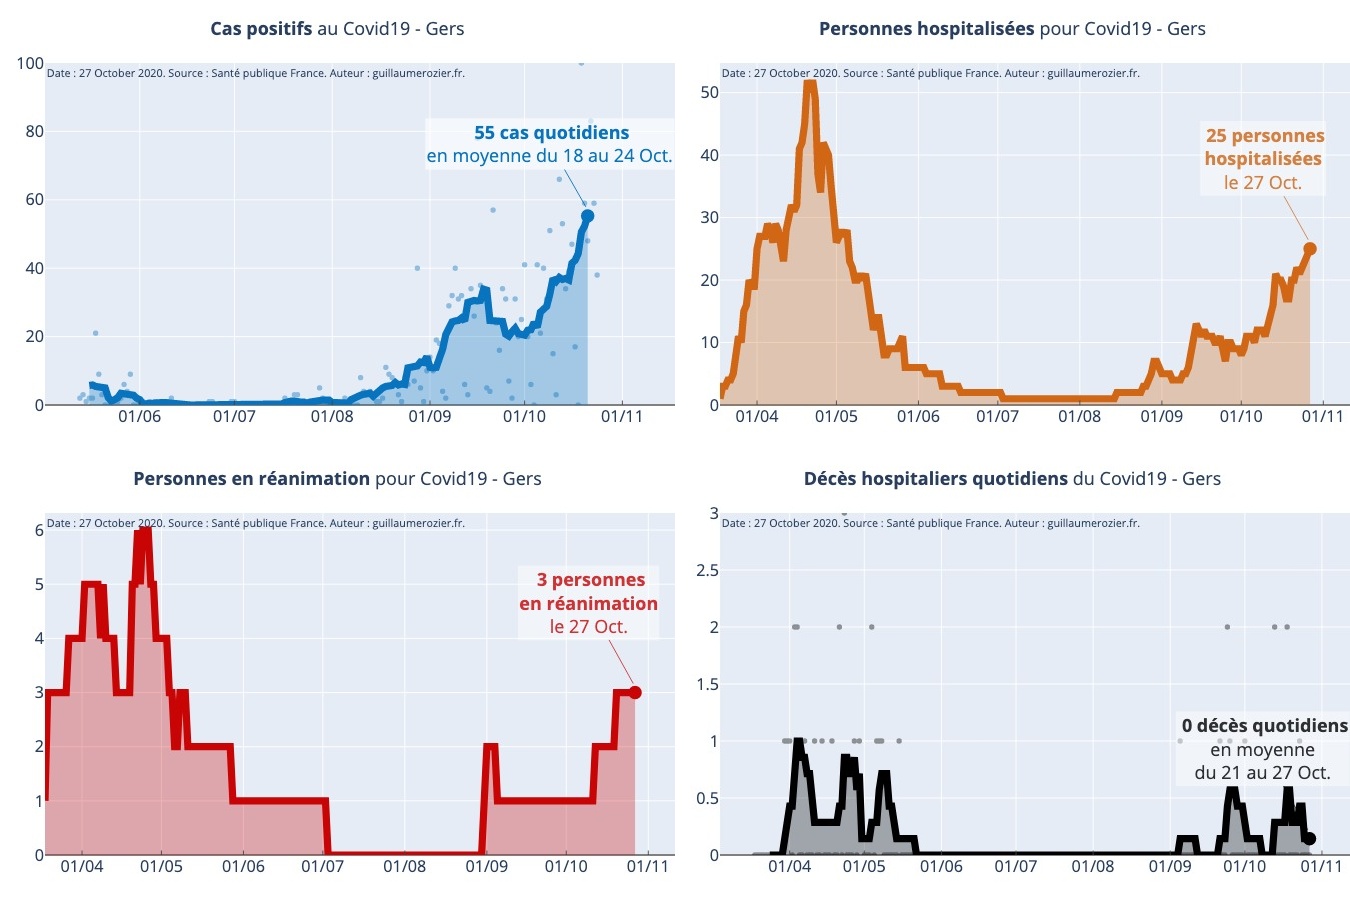 Cas positifs au Covid19 - Gers
Date : 27 October 2020. Source : Santé publique France. Auteur : guillaumerozier.fr.
100
80
60
40
20
0
55 cas quotidiens
en moyenne du 18 au 24 Oct.
01/06 01/07 01/08 01/09 01/10 01/11
Personnes hospitalisées pour Covid19 - Gers
Date : 27 October 2020. Source : Santé publique France. Auteur : guillaumerozier.fr.
50
40
30
20
10
0
25 personnes
hospitalisées
le 27 Oct.
01/04 01/05 01/06 01/07 01/08 01/09 01/10 01/11
Personnes en réanimation pour Covid19 - Gers
Date : 27 October 2020. Source : Santé publique France. Auteur : guillaumerozier.fr.
6
5
4
3
2
1
0
3 personnes
en réanimation
le 27 Oct.
01/04 01/05 01/06 01/07 01/08 01/09 01/10 01/11
Décès hospitaliers quotidiens du Covid19 - Gers
Date : 27 October 2020. Source : Santé publique France. Auteur : guillaumerozier.fr.
3
2.5
2
1.5
1
0.5
0
0 décès quotidiens
en moyenne
du 21 au 27 Oct.
01/04 01/05 01/06 01/07 01/08 01/09 01/10 01/11